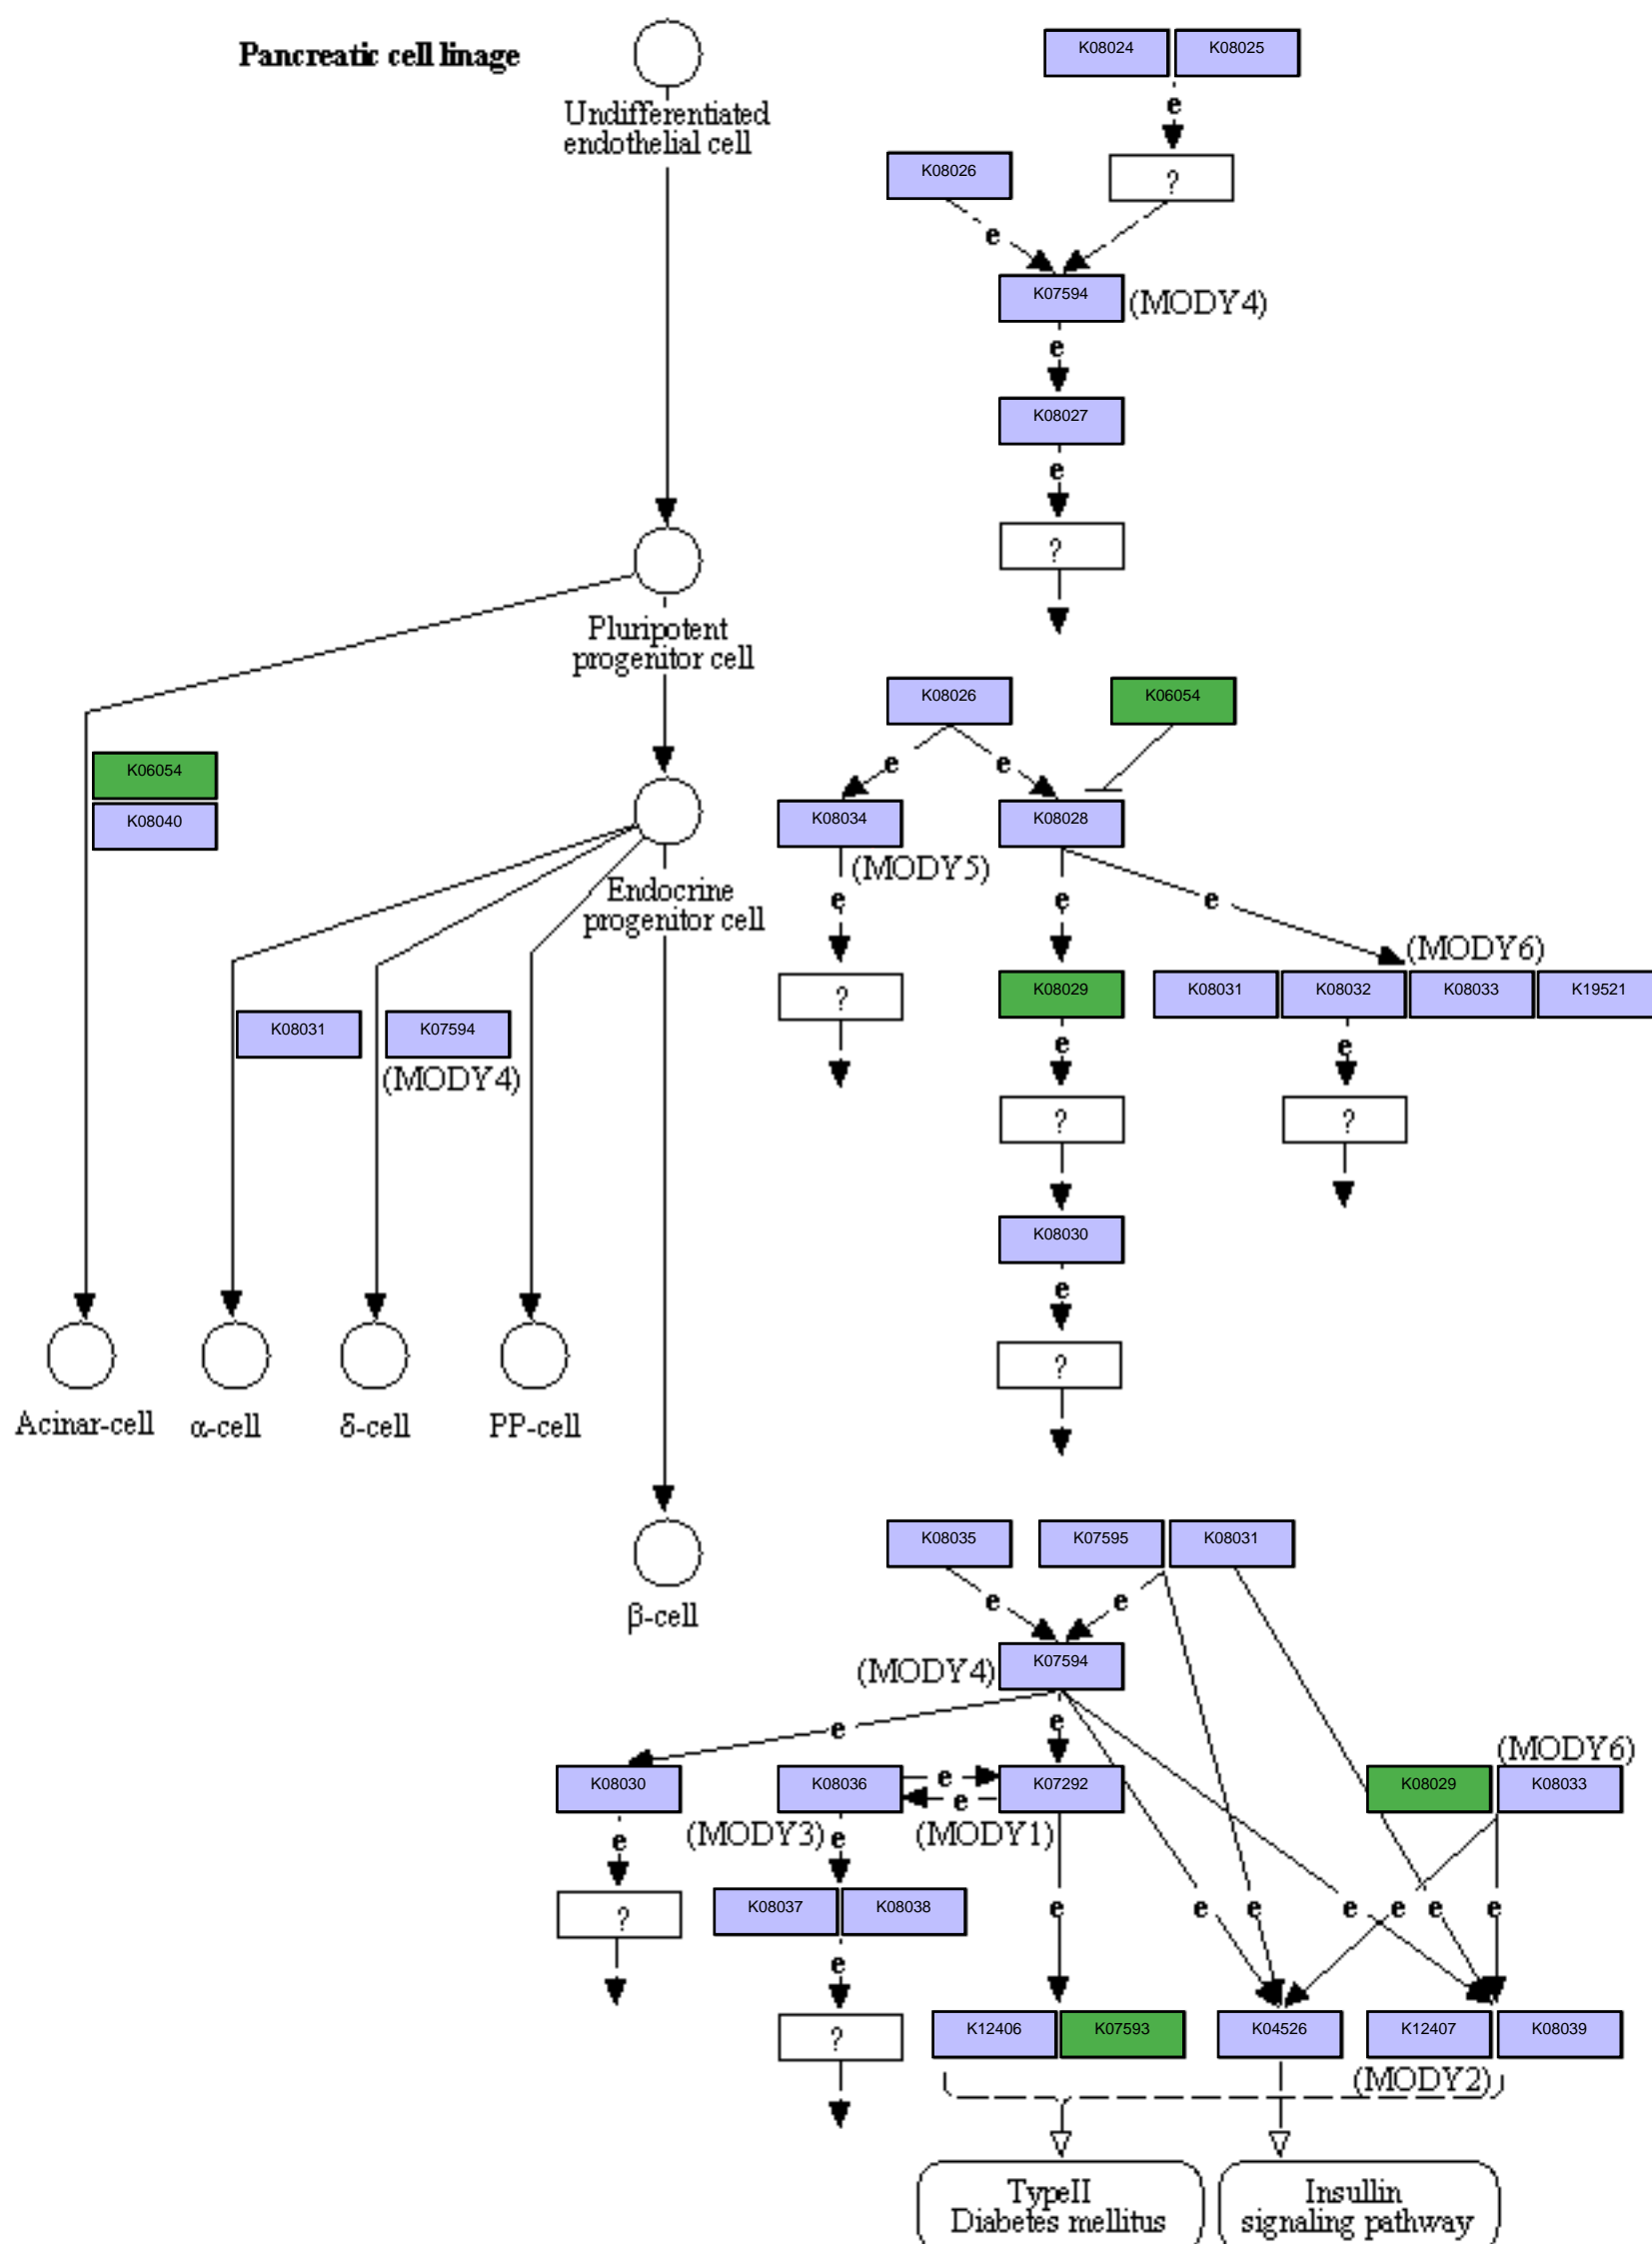 Pancreatic cell linage
K08024
K08025
Undifferentiated
endothelial cell
e
K08026
?
e
K07594
(MODY4)
e
K08027
e
?
Pluripotent
progenitor cell
K08026
K06054
K06054
K08040
e
e
K08034
K08028
(MODY5)
Endocrine
progenitor cell
e
e
e
(MODY6)
?
K08029
K08031
K08032
K08033
K19521
K08031
K07594
(MODY4)
e
e
?
?
K08030
e
?
Acinar-cell
α-cell
δ-cell
PP-cell
K08035
K07595
K08031
β-cell
e
e
(MODY4)
K07594
e
e
K08030
K08036
e
e
K07292
K08029
(MODY6)
K08033
e
(MODY3)
e
(MODY1)
?
K08037
K08038
e
e
e
e
e
e
e
e
?
K12406
K07593
K04526
K12407
K08039
(MODY2)
TypeII
Diabetes mellitus
Insullin
signaling pathway